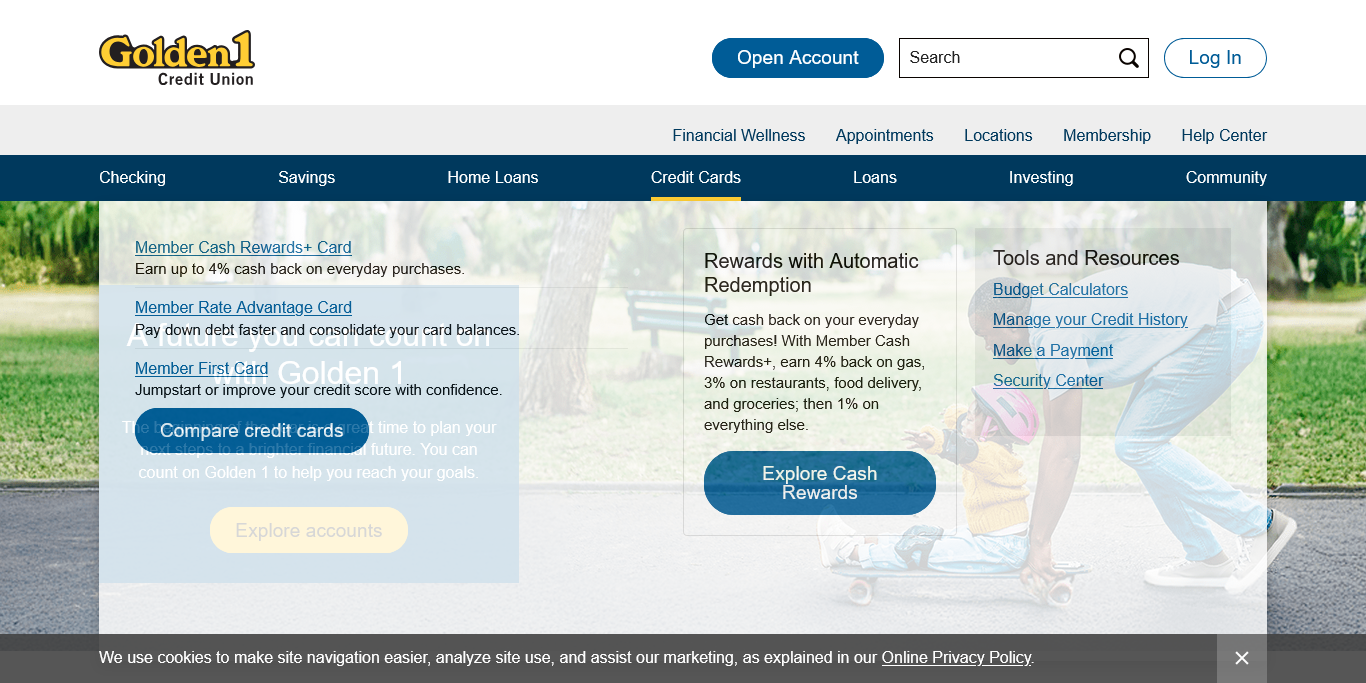 Golden1
Credit Union
Open Account
Search
Log In
Financial Wellness
Appointments
Locations
Membership
Help Center
Checking
Savings
Home Loans
Credit Cards
Loans
Investing
Community
Member Cash Rewards+ Card
Earn up to 4% cash back on everyday purchases.
Member Rate Advantage Card
Pay down debt faster and consolidate your card balances.
Member First Card
Jumpstart or improve your credit score with confidence.
Compare credit cards
A future you can count on
with Golden 1
The beginning of the year is a great time to plan your
next steps to a brighter financial future. You can
count on Golden 1 to help you reach your goals.
Explore accounts
Rewards with Automatic
Redemption
Get cash back on your everyday
purchases! With Member Cash
Rewards+, earn 4% back on gas,
3% on restaurants, food delivery,
and groceries; then 1% on
everything else.
Explore Cash
Rewards
Tools and Resources
Budget Calculators
Manage your Credit History
Make a Payment
Security Center
We use cookies to make site navigation easier, analyze site use, and assist our marketing, as explained in our Online Privacy Policy.